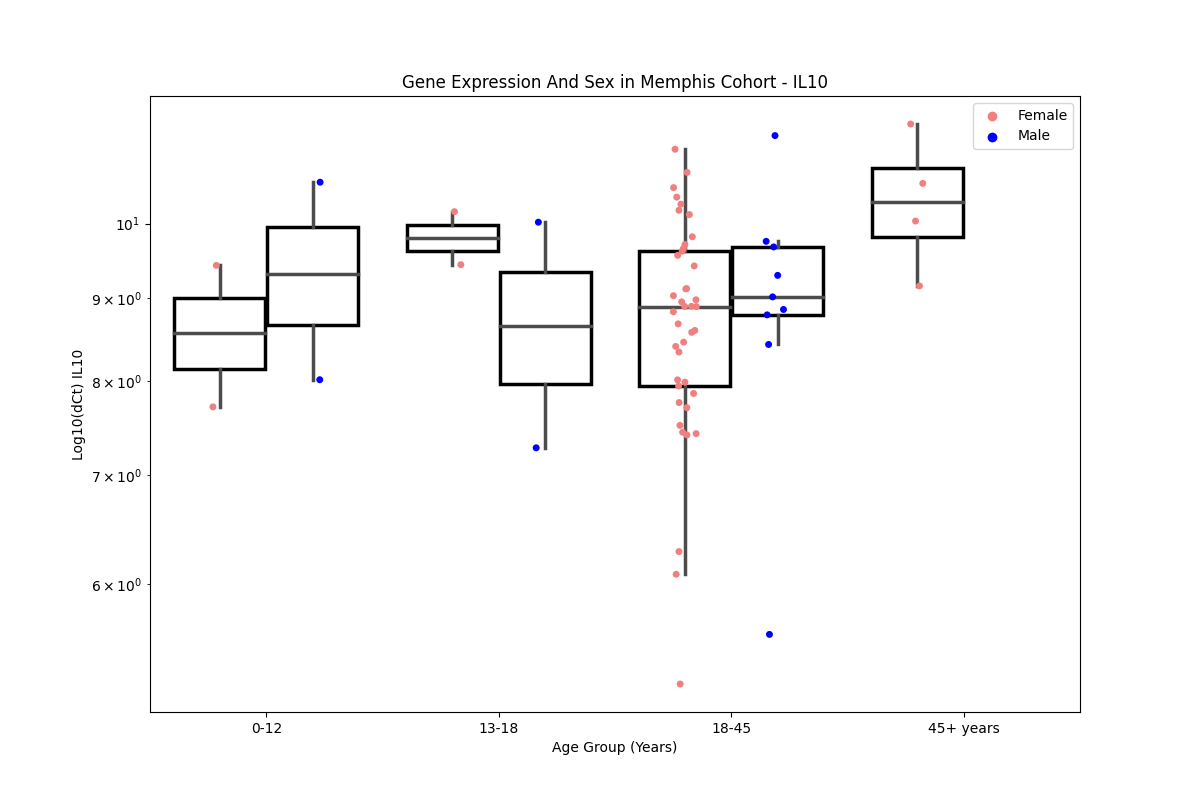 Gene Expression And Sex in Memphis Cohort - IL10
Female
Male
10¹
9 × 10⁰
8 × 10⁰
7 × 10⁰
6 × 10⁰
Log10(dCt) IL10
0-12
13-18
18-45
45+ years
Age Group (Years)